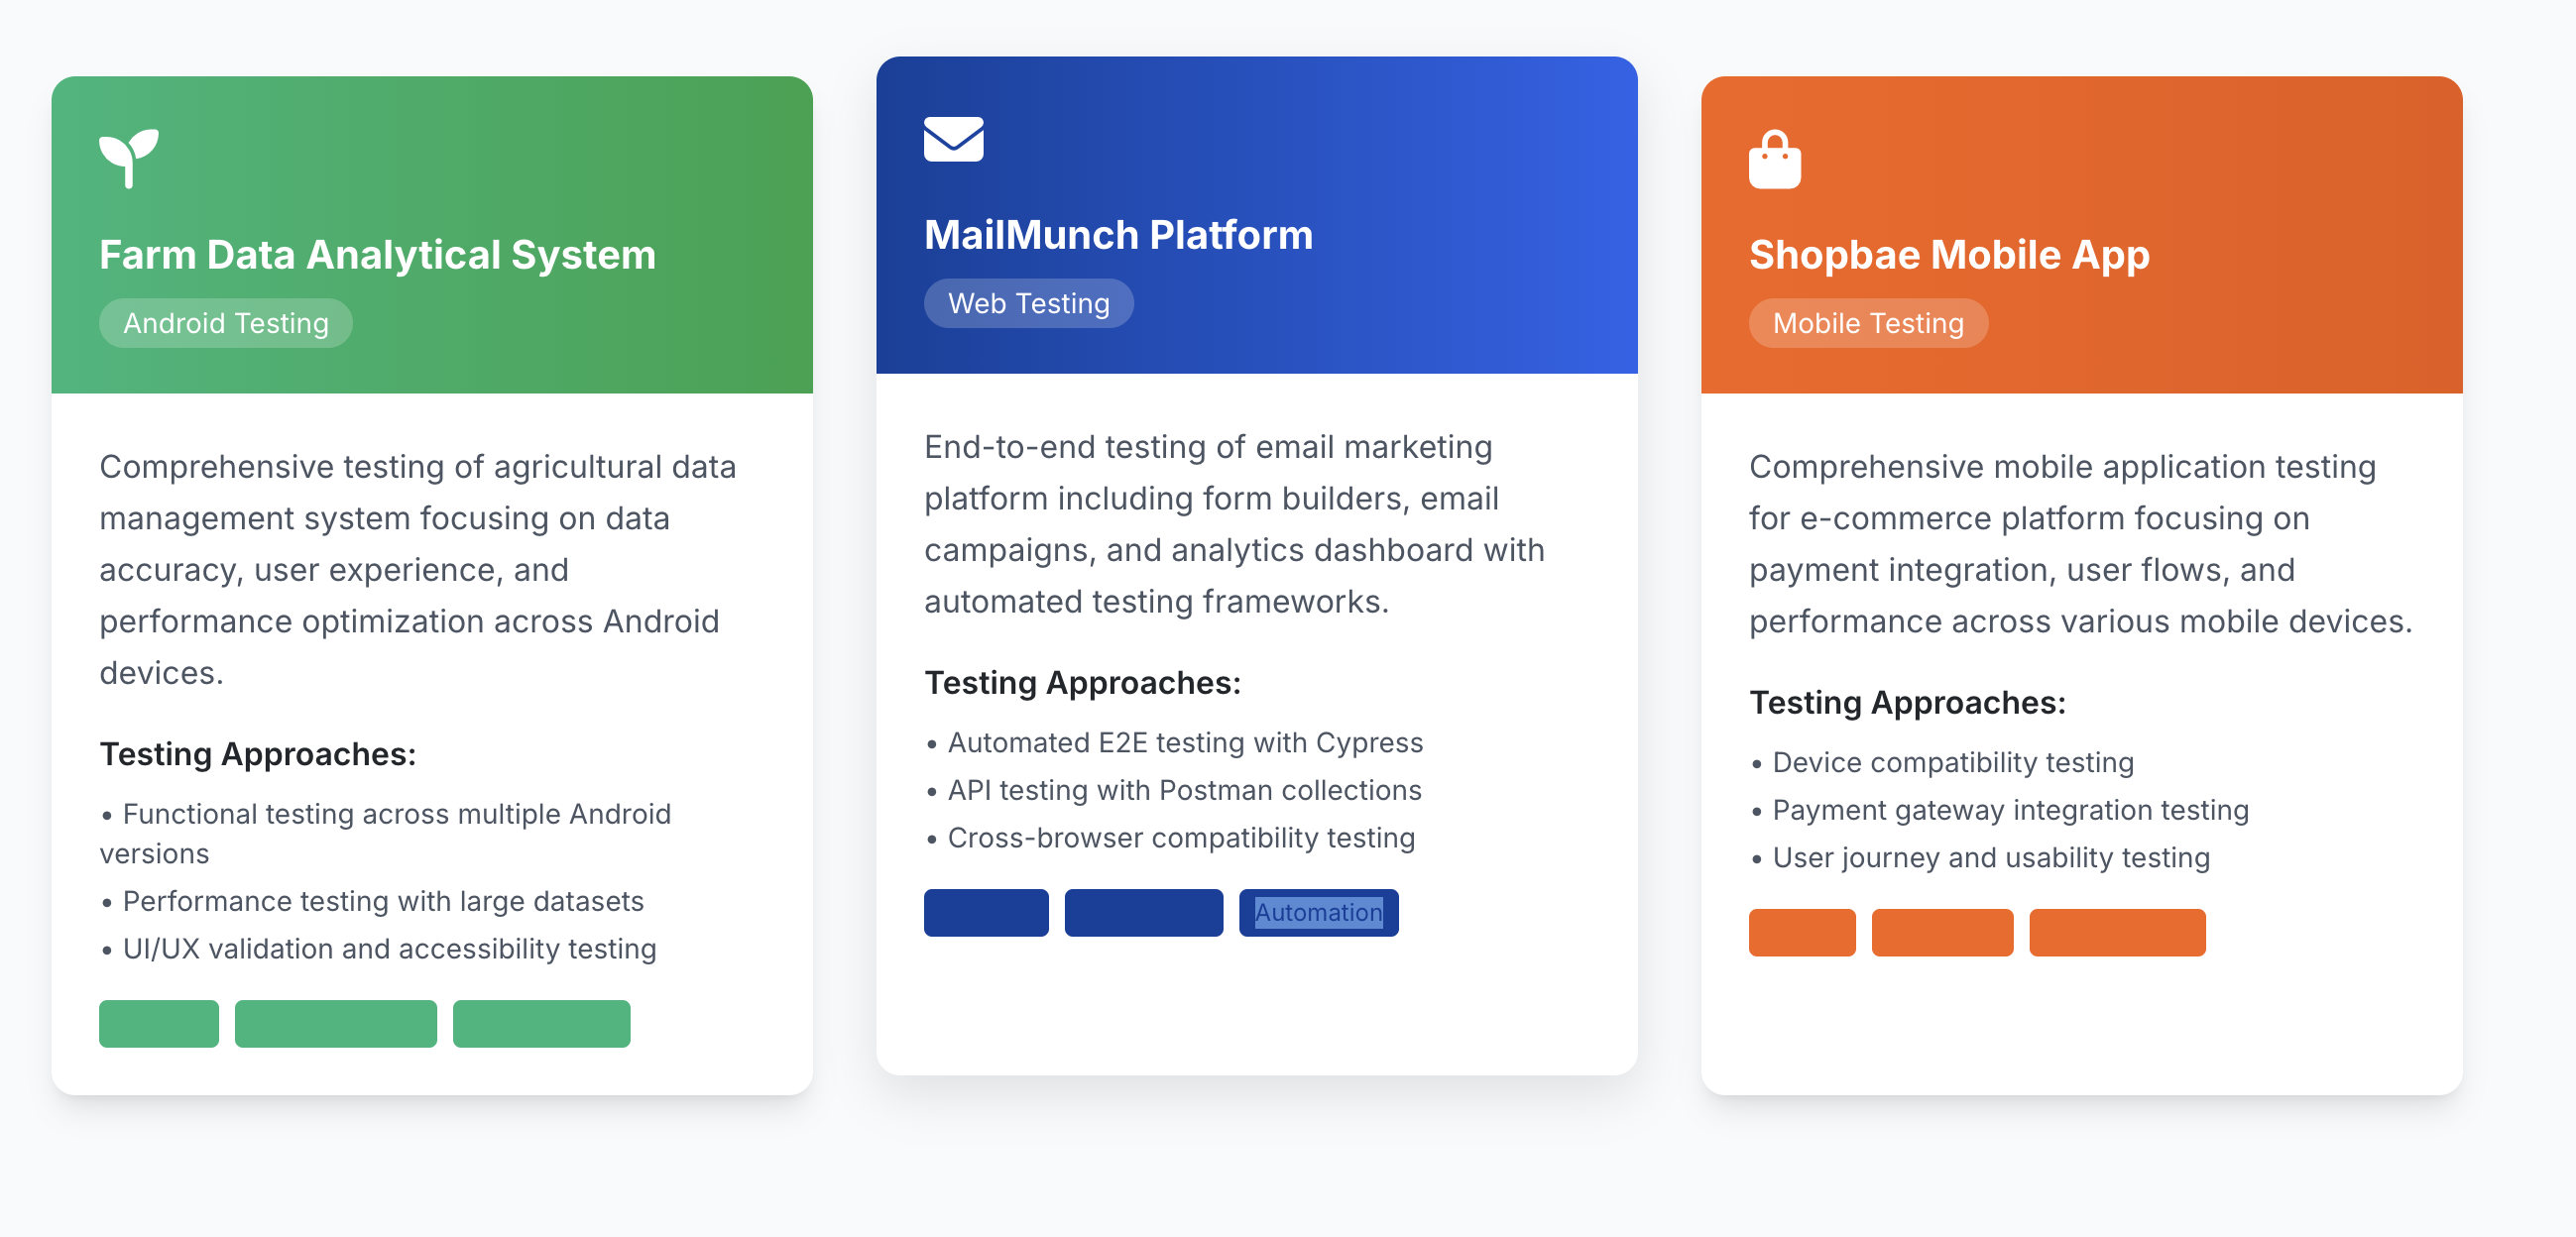 Farm Data Analytical System
Android Testing
Comprehensive testing of agricultural data
management system focusing on data
accuracy, user experience, and
performance optimization across Android
devices.
Testing Approaches:
• Functional testing across multiple Android
versions
• Performance testing with large datasets
• UI/UX validation and accessibility testing
MailMunch Platform
Web Testing
End-to-end testing of email marketing
platform including form builders, email
campaigns, and analytics dashboard with
automated testing frameworks.
Testing Approaches:
• Automated E2E testing with Cypress
• API testing with Postman collections
• Cross-browser compatibility testing
Automation
Shopbae Mobile App
Mobile Testing
Comprehensive mobile application testing
for e-commerce platform focusing on
payment integration, user flows, and
performance across various mobile devices.
Testing Approaches:
• Device compatibility testing
• Payment gateway integration testing
• User journey and usability testing